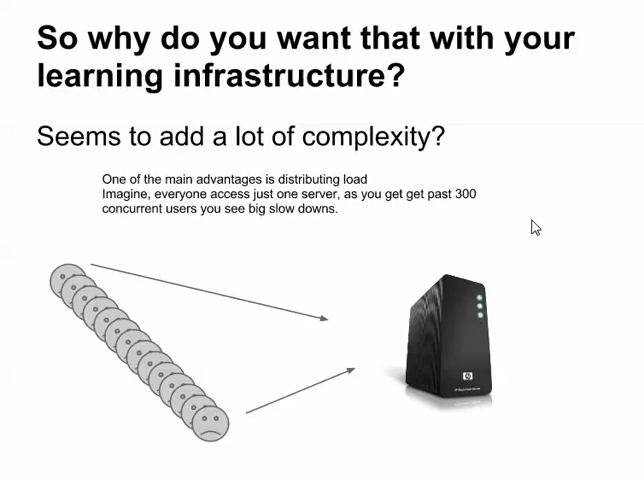 So why do you want that with your
learning infrastructure?
Seems to add a lot of complexity?
One of the main advantages is distributing load
Imagine, everyone access just one server, as you get get past 300
concurrent users you see big slow downs.
hp